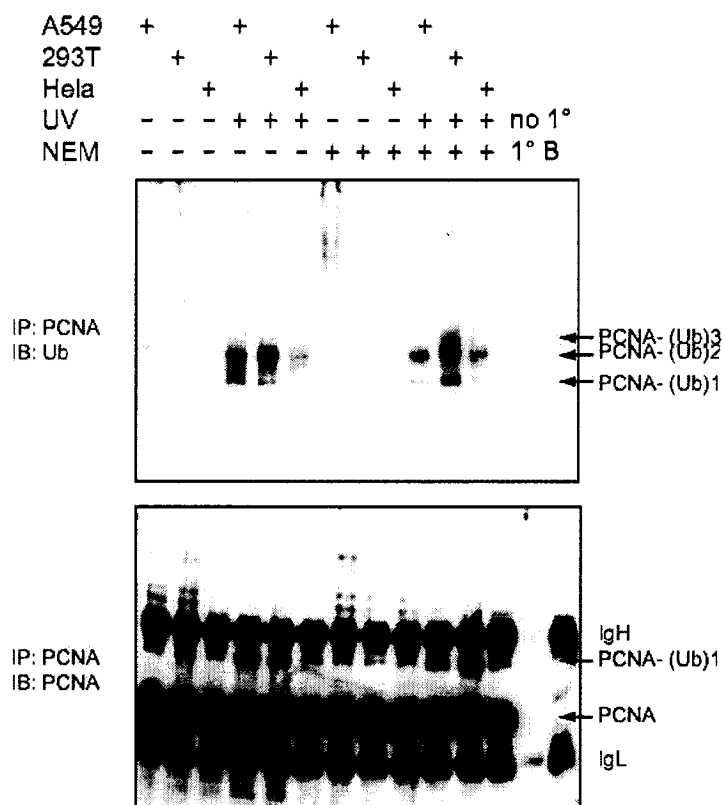 A549 + + + +
293T + + + +
Hela + + + +
UV - - - + + + - - - + + + no 1°
NEM - - - - - - + + + + + + 1° B
IP: PCNA
IB: Ub
PCNA- (Ub)3
PCNA- (Ub)2
PCNA- (Ub)1
IP: PCNA
IB: PCNA
IgH
PCNA- (Ub)1
PCNA
IgL